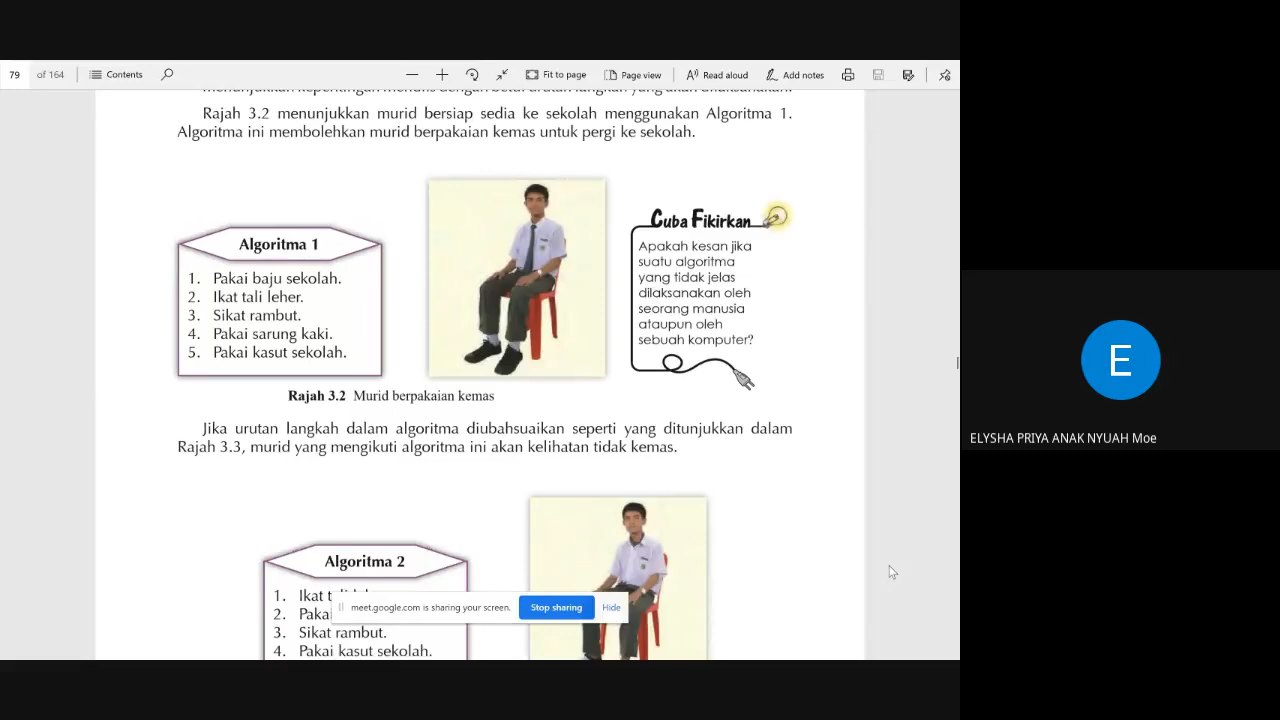 79 of 164 Contents Fit to page Page view Read aloud Add notes
Rajah 3.2 menunjukkan murid bersiap sedia ke sekolah menggunakan Algoritma 1.
Algoritma ini membolehkan murid berpakaian kemas untuk pergi ke sekolah.
Algoritma 1
1. Pakai baju sekolah.
2. Ikat tali leher.
3. Sikat rambut.
4. Pakai sarung kaki.
5. Pakai kasut sekolah.
Cuba Fikirkan
Apakah kesan jika
suatu algoritma
yang tidak jelas
dilaksanakan oleh
seorang manusia
ataupun oleh
sebuah komputer?
Rajah 3.2 Murid berpakaian kemas
Jika urutan langkah dalam algoritma diubahsuaikan seperti yang ditunjukkan dalam
Rajah 3.3, murid yang mengikuti algoritma ini akan kelihatan tidak kemas.
Algoritma 2
1. Ikat
2.
3. Sikat rambut.
4. Pakai kasut sekolah.
meet.google.com is sharing your screen. Stop sharing Hide
E
ELYSHA PRIYA ANAK NYUAH Moe